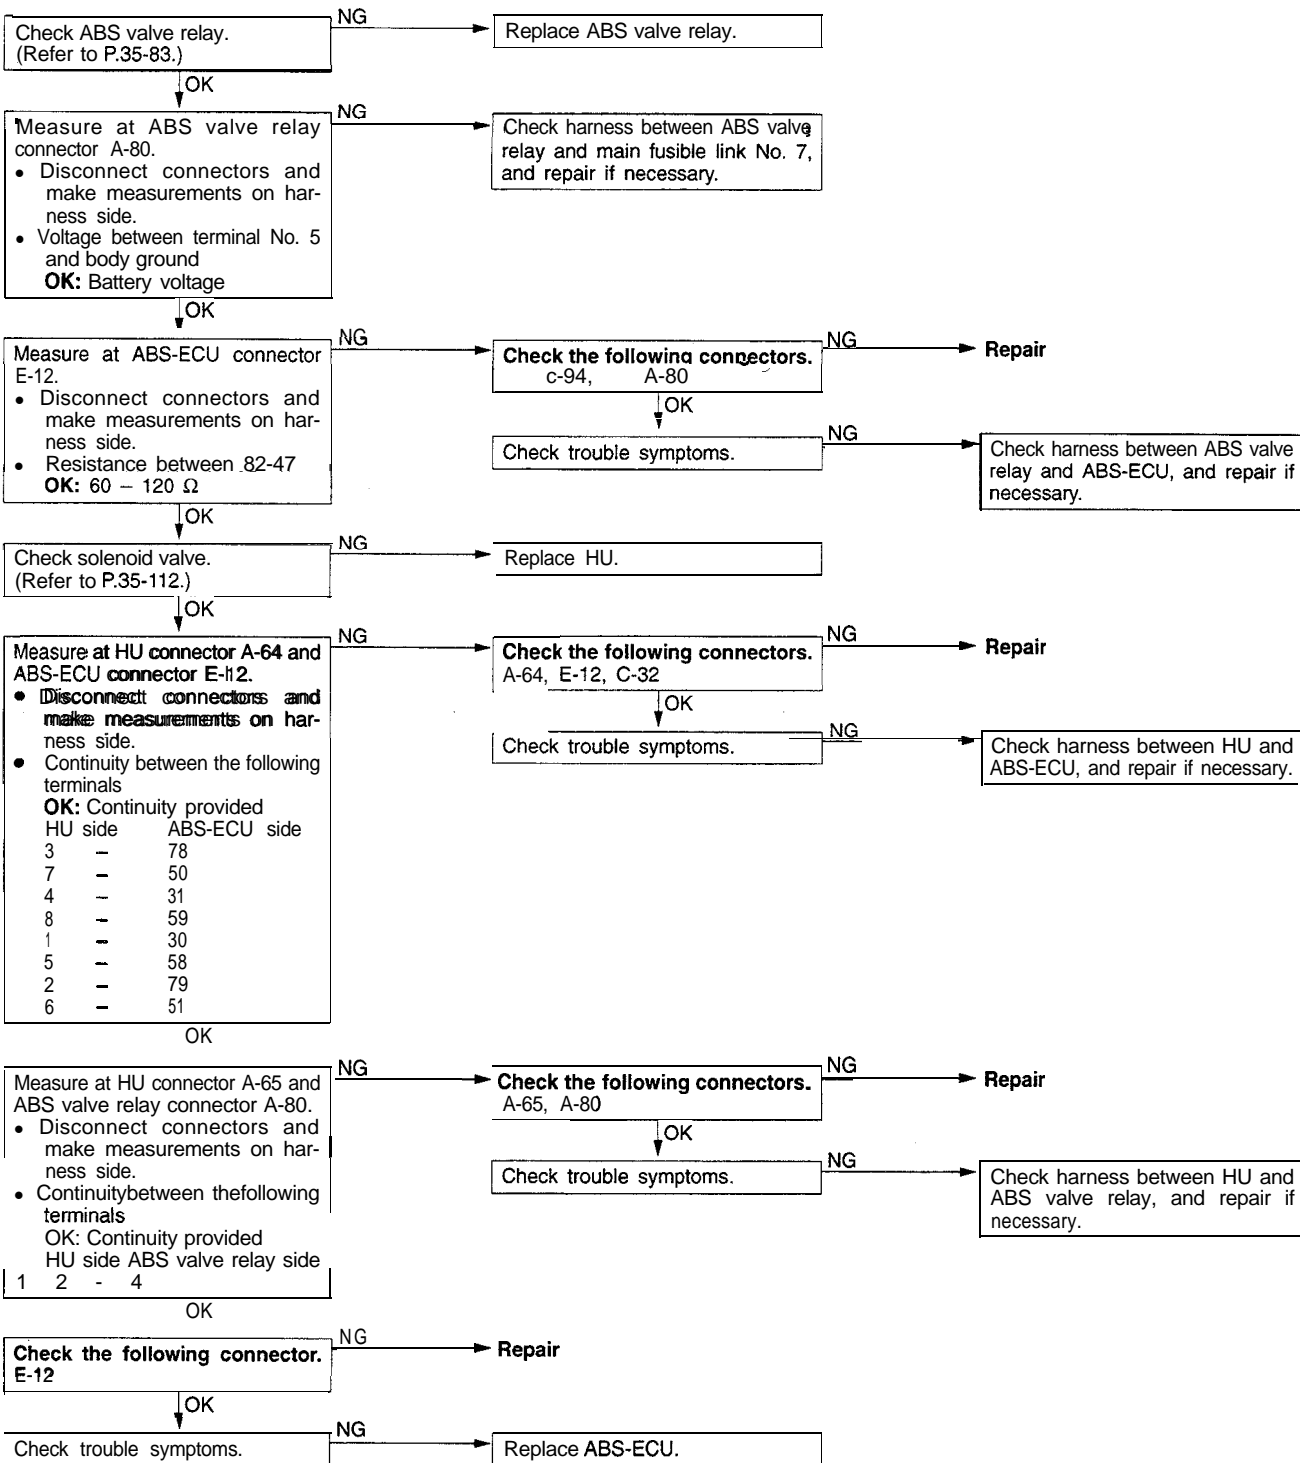 Check ABS valve relay.
(Refer to P.35-83.)
NG
Replace ABS valve relay.
OK
Measure at ABS valve relay
connector A-80.
• Disconnect connectors and
make measurements on har-
ness side.
• Voltage between terminal No. 5
and body ground
OK: Battery voltage
NG
Check harness between ABS valve
relay and main fusible link No. 7,
and repair if necessary.
OK
Measure at ABS-ECU connector
E-12.
• Disconnect connectors and
make measurements on har-
ness side.
• Resistance between 82-47
OK: 60 – 120 Ω
NG
Check the following connectors.
c-94, A-80
NG
Repair
OK
Check trouble symptoms.
NG
Check harness between ABS valve
relay and ABS-ECU, and repair if
necessary.
OK
Check solenoid valve.
(Refer to P.35-112.)
NG
Replace HU.
OK
Measure at HU connector A-64 and
ABS-ECU connector E-12.
• Disconnect connectors and
make measurements on har-
ness side.
• Continuity between the following
terminals
OK: Continuity provided
HU side ABS-ECU side
3 – 78
7 – 50
4 – 31
8 – 59
1 – 30
5 – 58
2 – 79
6 – 51
NG
Check the following connectors.
A-64, E-12, C-32
NG
Repair
OK
Check trouble symptoms.
NG
Check harness between HU and
ABS-ECU, and repair if necessary.
OK
Measure at HU connector A-65 and
ABS valve relay connector A-80.
• Disconnect connectors and
make measurements on har-
ness side.
• Continuitybetween thefollowing
terminals
OK: Continuity provided
HU side ABS valve relay side
1 2 - 4
NG
Check the following connectors.
A-65, A-80
NG
Repair
OK
Check trouble symptoms.
NG
Check harness between HU and
ABS valve relay, and repair if
necessary.
OK
Check the following connector.
E-12
NG
Repair
OK
Check trouble symptoms.
NG
Replace ABS-ECU.